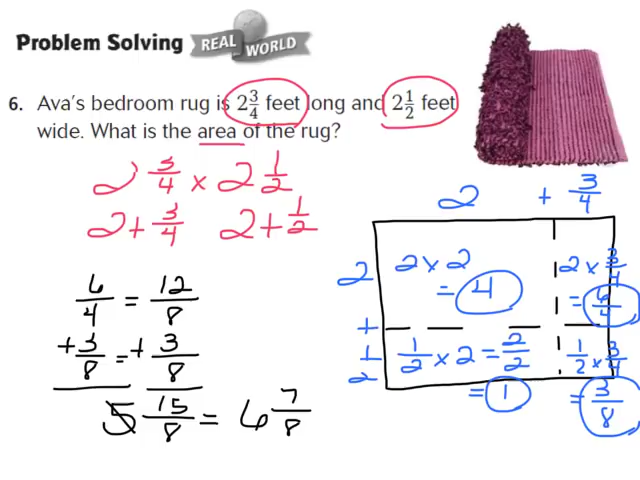 Problem Solving REAL WORLD
6. Ava's bedroom rug is 2 3/4 feet long and 2 1/2 feet
wide. What is the area of the rug?
2 3/4 × 2 1/2
2 + 3/4 2 + 1/2
2 + 3/4
2
2 × 2
= 4
2 × 3/4
= 6/4
+
1/2
1/2 × 2 = 2/2
= 1
1/2 × 3/4
= 3/8
6/4 = 12/8
+ 3/8 = + 3/8
5 15/8 = 6 7/8